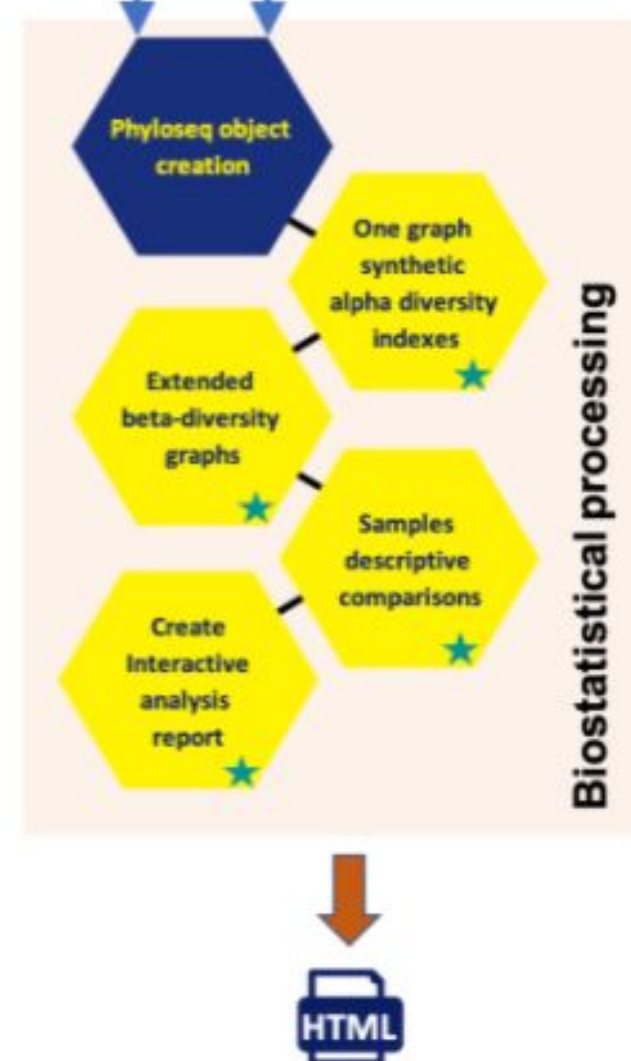 Phyloseq object
creation
One graph
synthetic
alpha diversity
indexes
Extended
beta-diversity
graphs
Samples
descriptive
comparisons
Create
Interactive
analysis
report
Biostatistical processing
HTML